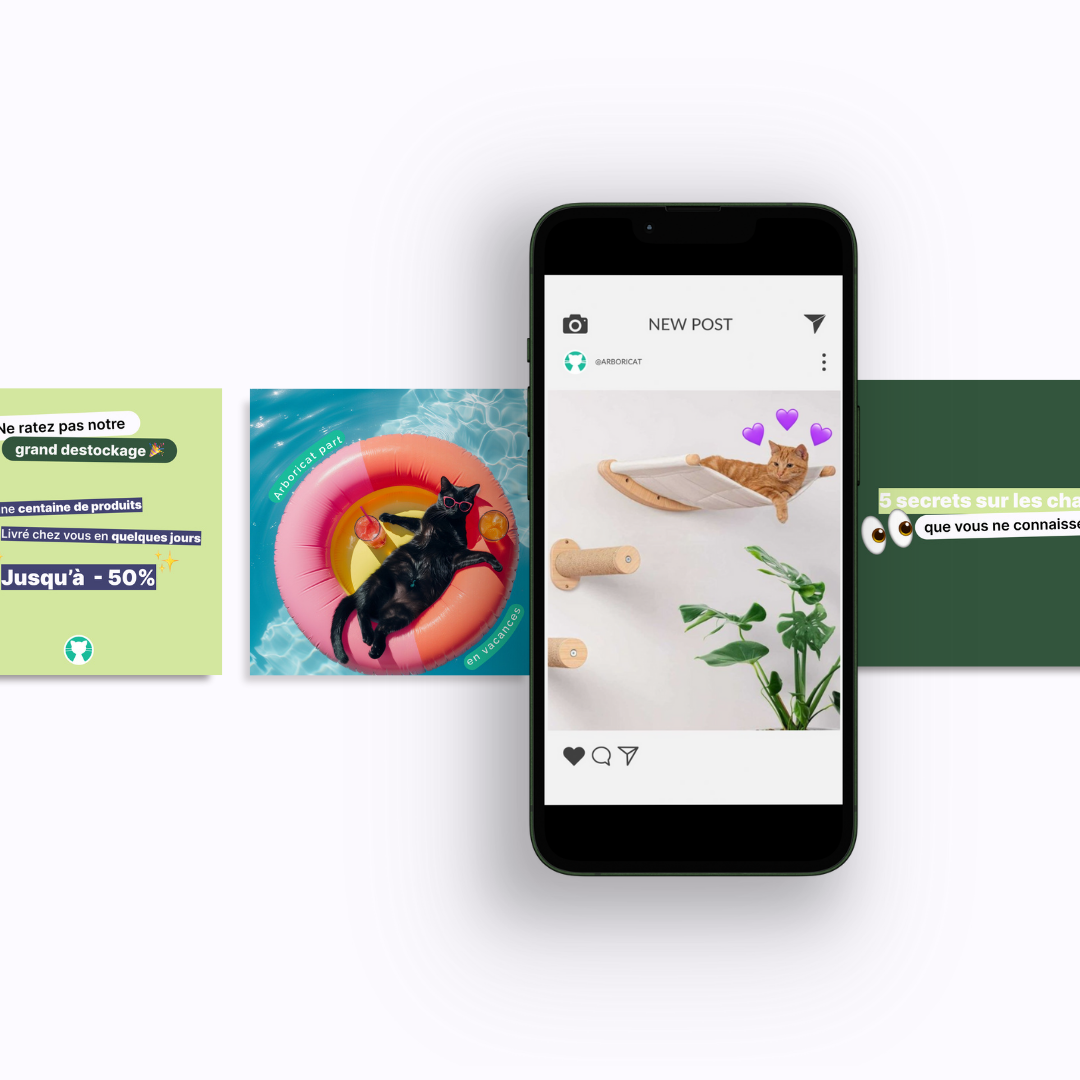 Ne ratez pas notre
grand destockage 🎉
ne centaine de produits
Livré chez vous en quelques jours
Jusqu'à - 50%
Arboricat part
en vacances
NEW POST
@ARBORICAT
5 secrets sur les cha
que vous ne connaisse